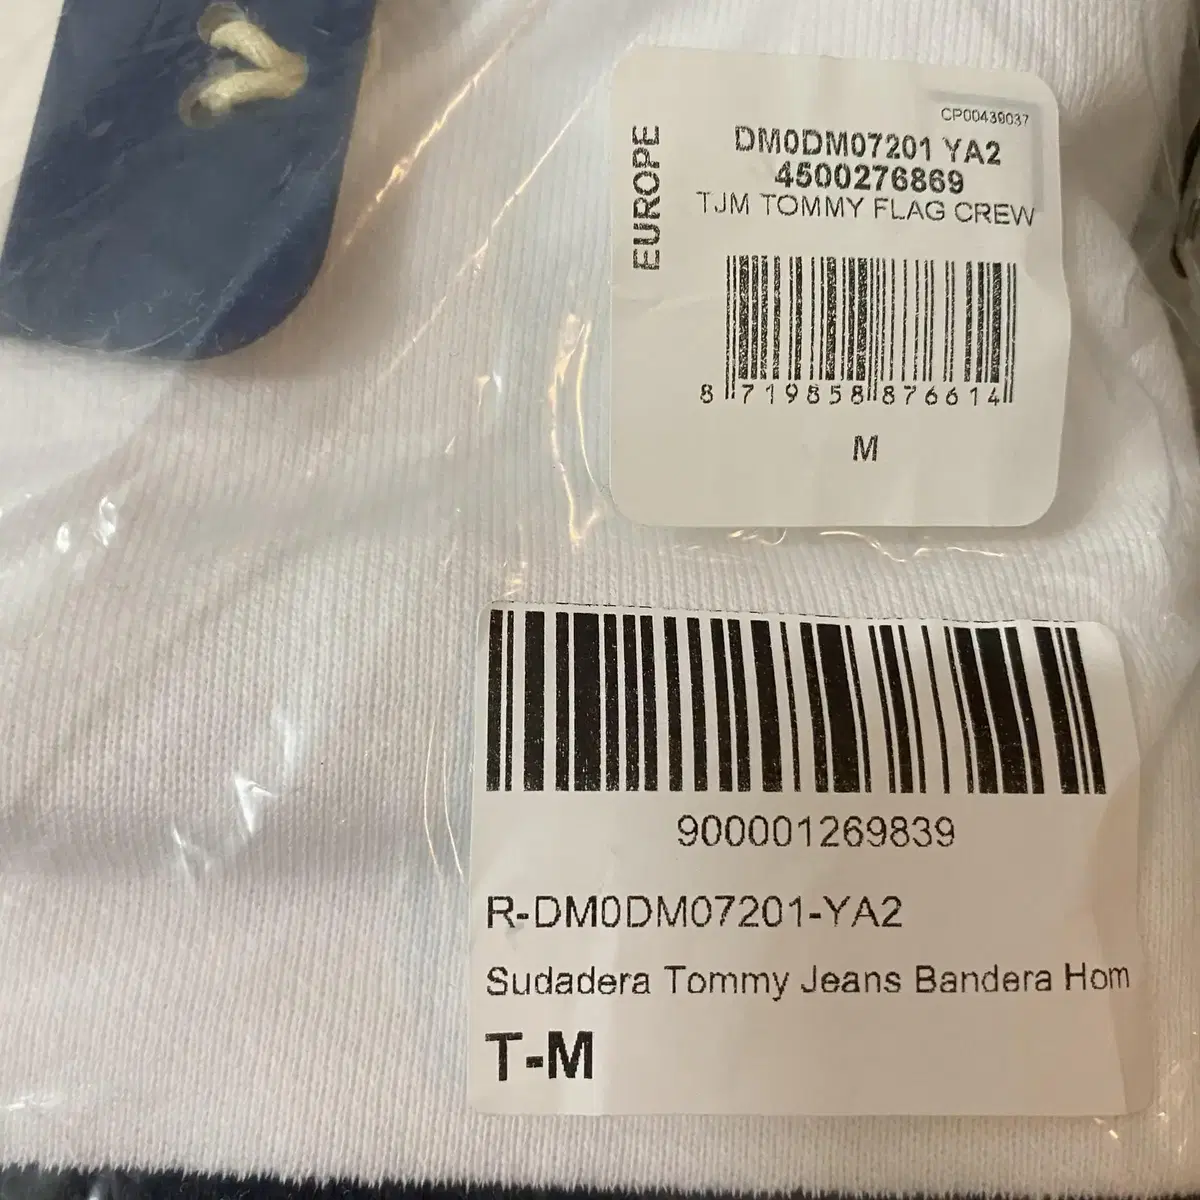 CP00439037
EUROPE
DM0DM07201 YA2
4500276869
TJM TOMMY FLAG CREW
8 719858 876614
M
900001269839
R-DM0DM07201-YA2
Sudadera Tommy Jeans Bandera Hom
T-M